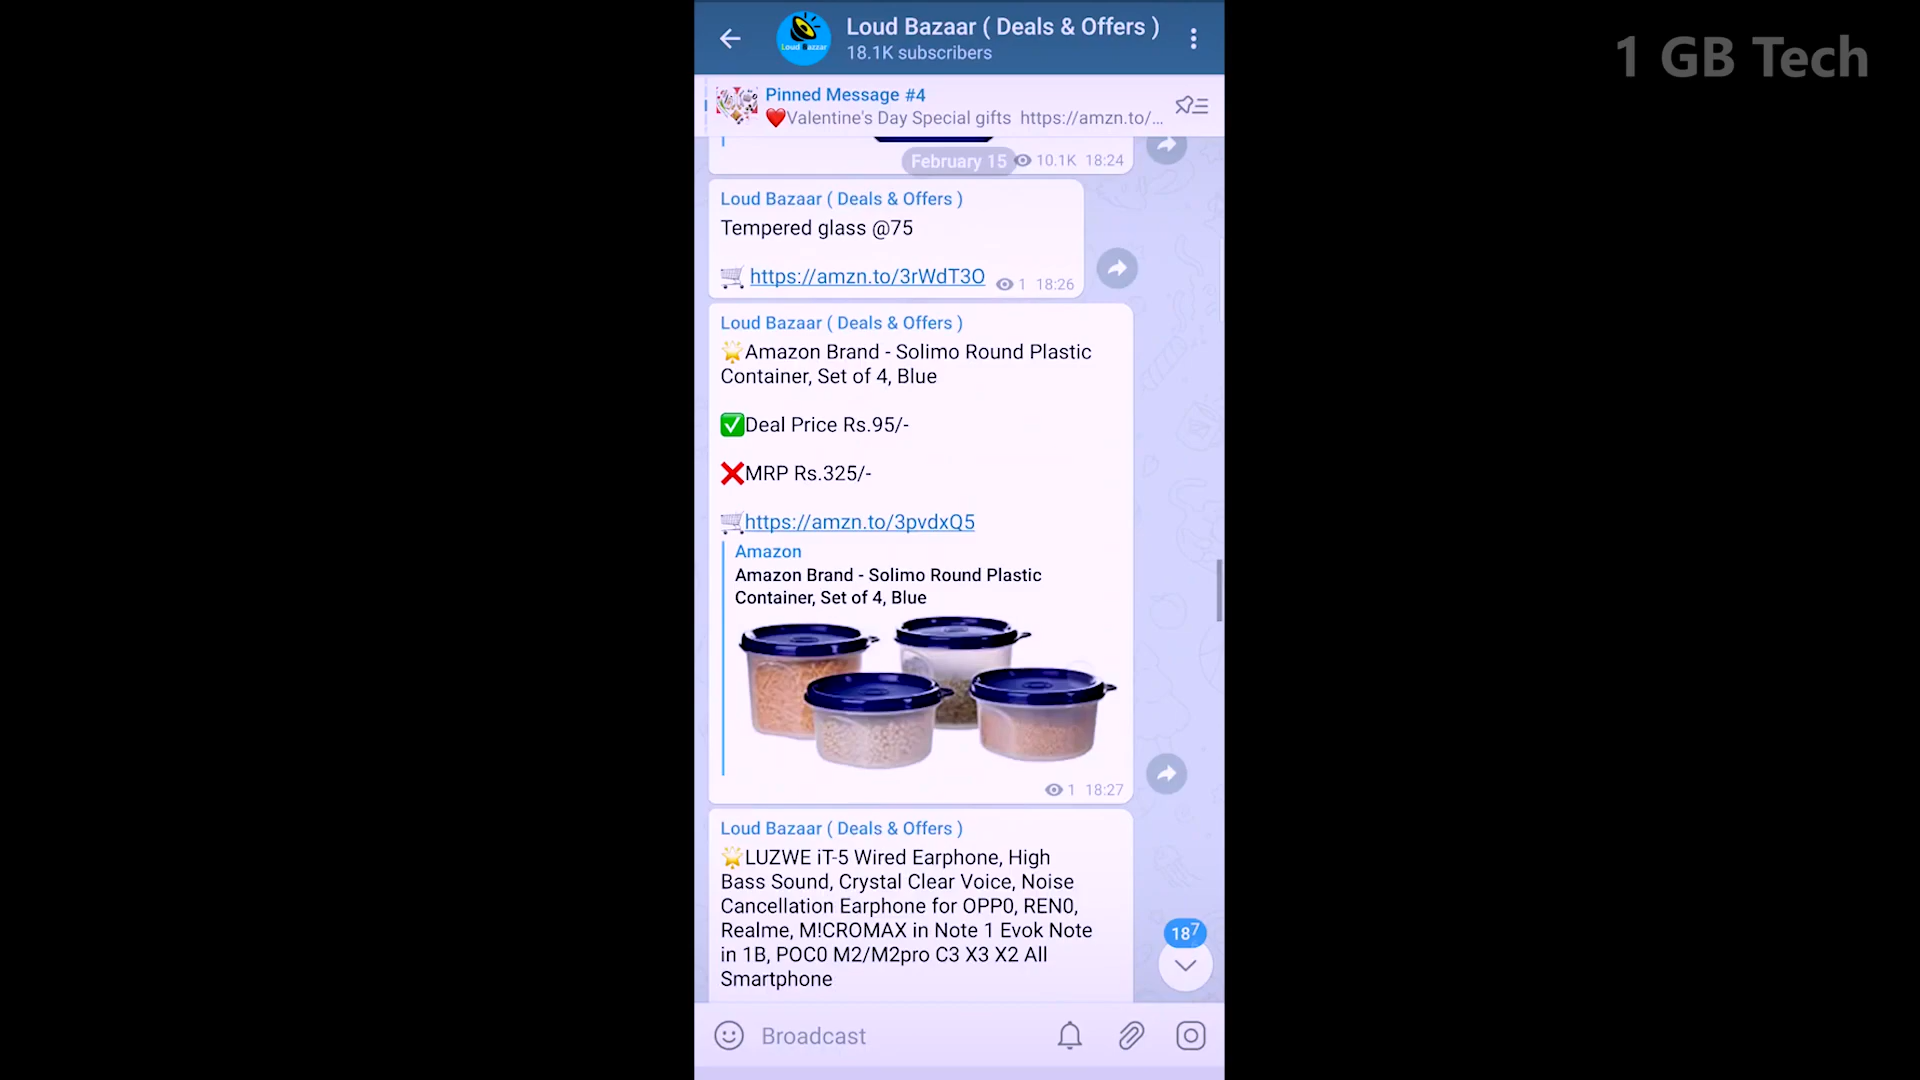 1 GB Tech
Loud Bazaar ( Deals & Offers )
18.1K subscribers
Pinned Message #4
❤️Valentine's Day Special gifts https://amzn.to/...
February 15
10.1K 18:24
Loud Bazaar ( Deals & Offers )
Tempered glass @75
🛒 https://amzn.to/3rWdT3O
1 18:26
Loud Bazaar ( Deals & Offers )
🌟Amazon Brand - Solimo Round Plastic
Container, Set of 4, Blue
✅Deal Price Rs.95/-
❌MRP Rs.325/-
🛒https://amzn.to/3pvdxQ5
Amazon
Amazon Brand - Solimo Round Plastic
Container, Set of 4, Blue
1 18:27
Loud Bazaar ( Deals & Offers )
🌟LUZWE iT-5 Wired Earphone, High
Bass Sound, Crystal Clear Voice, Noise
Cancellation Earphone for OPP0, REN0,
Realme, M!CROMAX in Note 1 Evok Note
in 1B, POC0 M2/M2pro C3 X3 X2 All
Smartphone
Broadcast